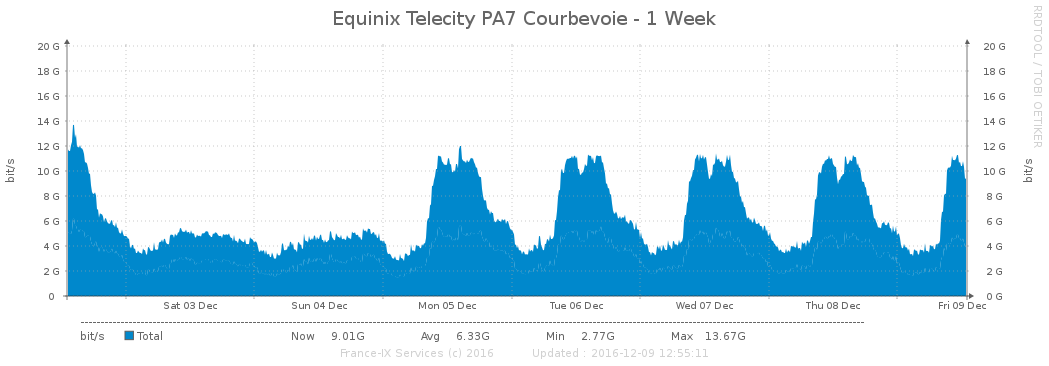 Equinix Telecity PA7 Courbevoie - 1 Week
RRDTOOL / TOBI OETIKER
20 G 20 G
18 G 18 G
16 G 16 G
14 G 14 G
12 G 12 G
10 G 10 G
8 G 8 G
6 G 6 G
4 G 4 G
2 G 2 G
0 0 G
bit/s bit/s
Sat 03 Dec Sun 04 Dec Mon 05 Dec Tue 06 Dec Wed 07 Dec Thu 08 Dec Fri 09 Dec
bit/s Total Now 9.01G Avg 6.33G Min 2.77G Max 13.67G
France-IX Services (c) 2016 Updated : 2016-12-09 12:55:11